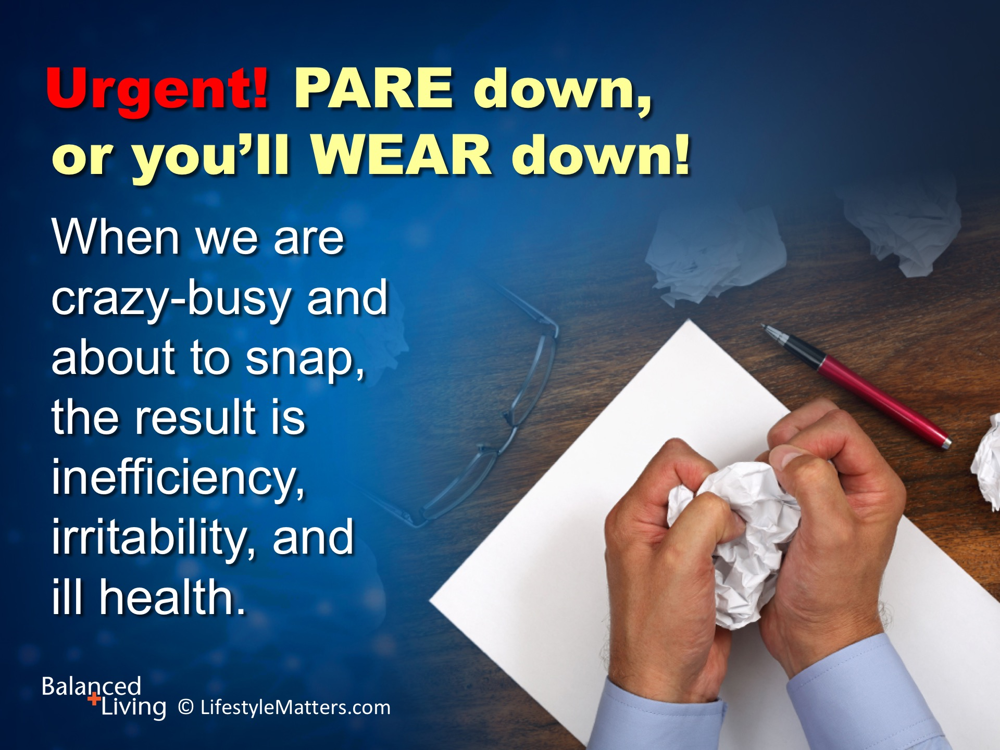 Urgent! PARE down,
or you’ll WEAR down!
When we are
crazy-busy and
about to snap,
the result is
inefficiency,
irritability, and
ill health.
Balanced
Living © LifestyleMatters.com